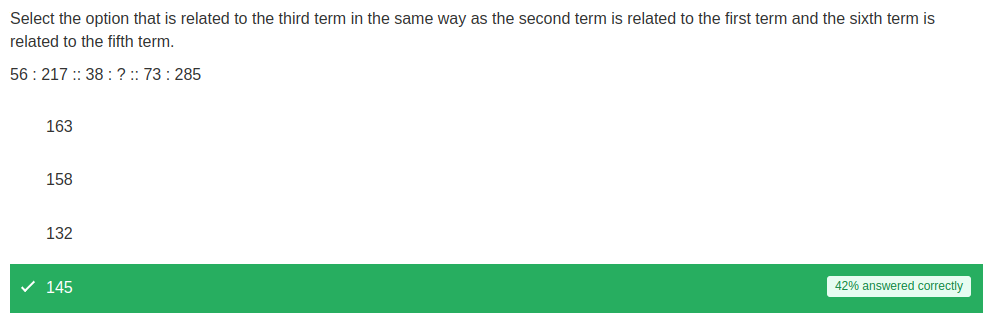 Select the option that is related to the third term in the same way as the second term is related to the first term and the sixth term is
related to the fifth term.
56 : 217 :: 38 : ? :: 73 : 285
163
158
132
145
42% answered correctly